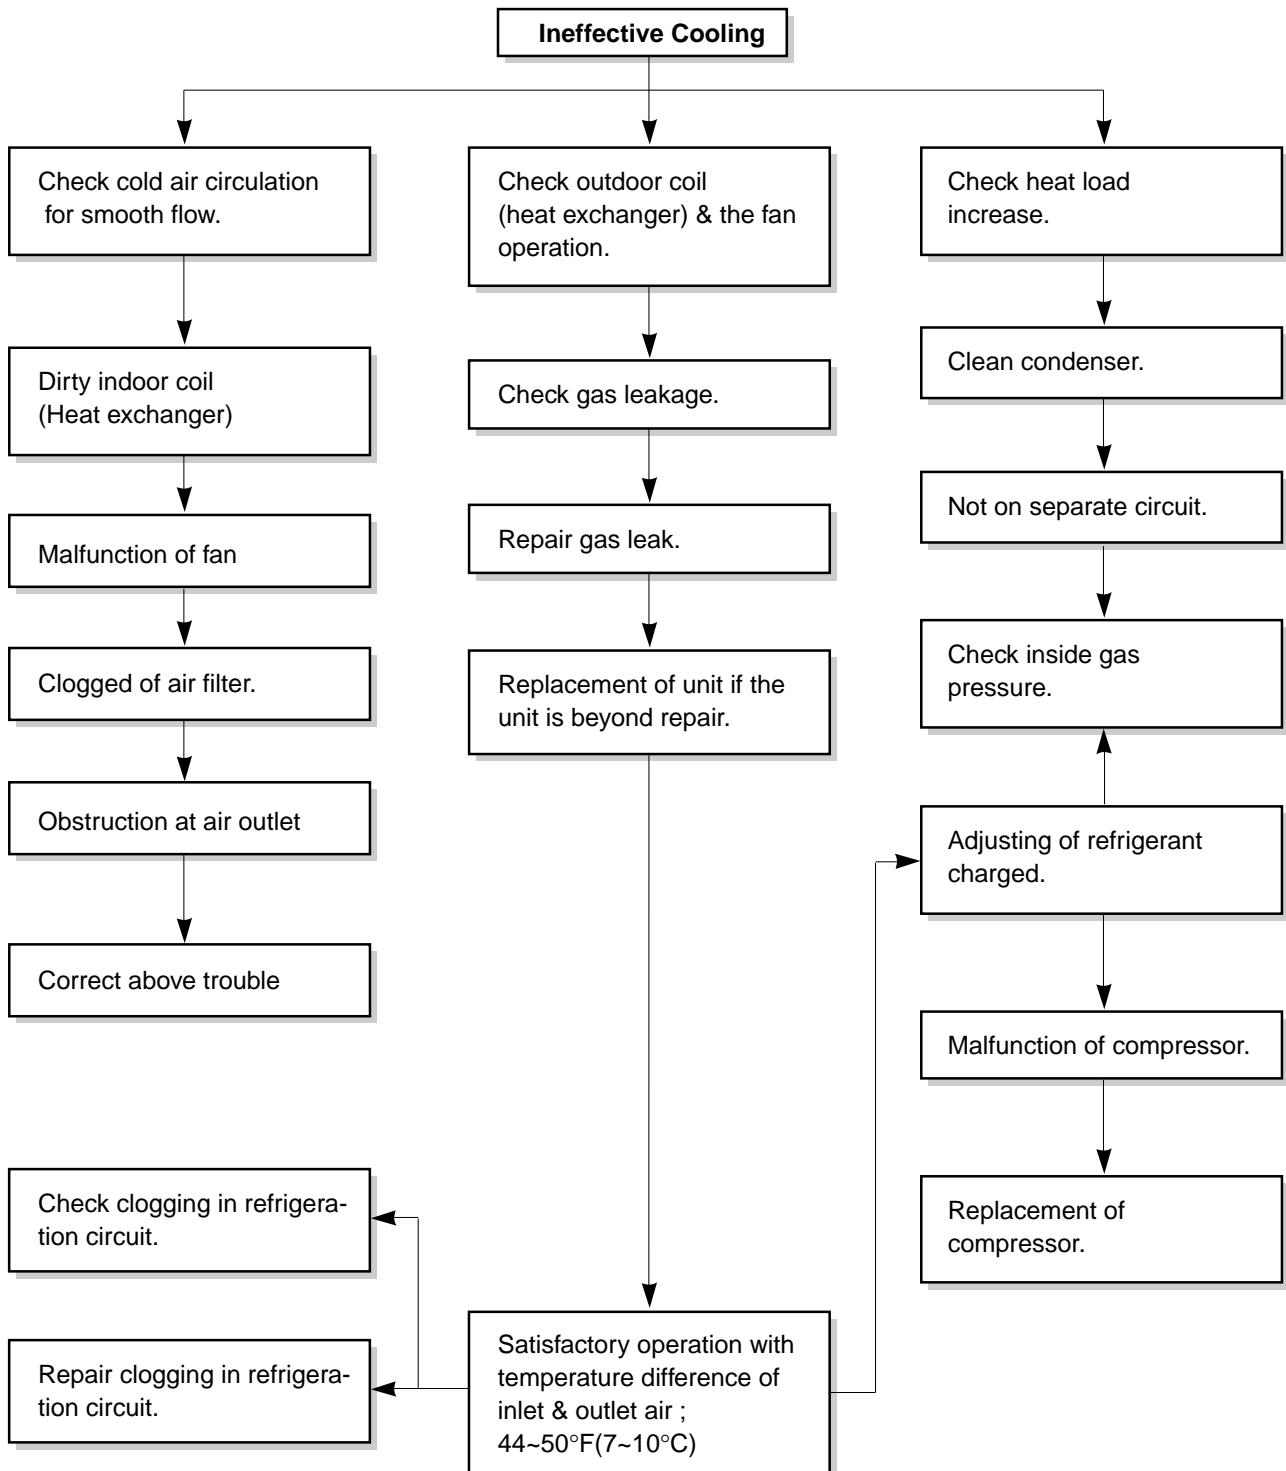 Ineffective Cooling
Check cold air circulation
for smooth flow.
Dirty indoor coil
(Heat exchanger)
Malfunction of fan
Clogged of air filter.
Obstruction at air outlet
Correct above trouble
Check clogging in refrigera-
tion circuit.
Repair clogging in refrigera-
tion circuit.
Check outdoor coil
(heat exchanger) & the fan
operation.
Check gas leakage.
Repair gas leak.
Replacement of unit if the
unit is beyond repair.
Satisfactory operation with
temperature difference of
inlet & outlet air ;
44~50°F(7~10°C)
Check heat load
increase.
Clean condenser.
Not on separate circuit.
Check inside gas
pressure.
Adjusting of refrigerant
charged.
Malfunction of compressor.
Replacement of
compressor.